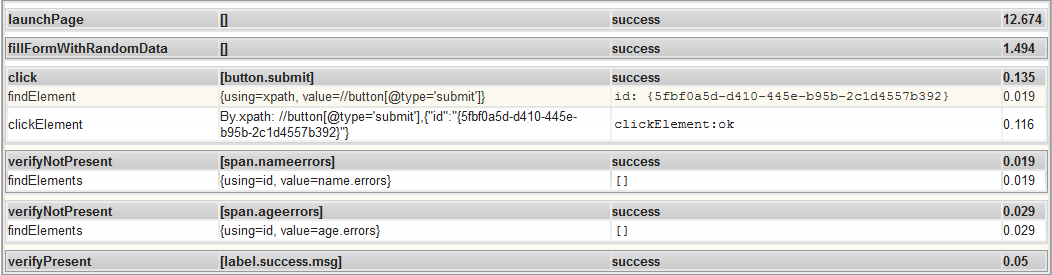 launchPage [] success 12.674
fillFormWithRandomData [] success 1.494
click [button.submit] success 0.135
findElement {using=xpath, value=//button[@type='submit']} id: {5fbf0a5d-d410-445e-b95b-2c1d4557b392} 0.019
clickElement By.xpath: //button[@type='submit'],{"id":"{5fbf0a5d-d410-445e- clickElement:ok 0.116
b95b-2c1d4557b392}"}
verifyNotPresent [span.nameerrors] success 0.019
findElements {using=id, value=name.errors} [] 0.019
verifyNotPresent [span.ageerrors] success 0.029
findElements {using=id, value=age.errors} [] 0.029
verifyPresent [label.success.msg] success 0.05